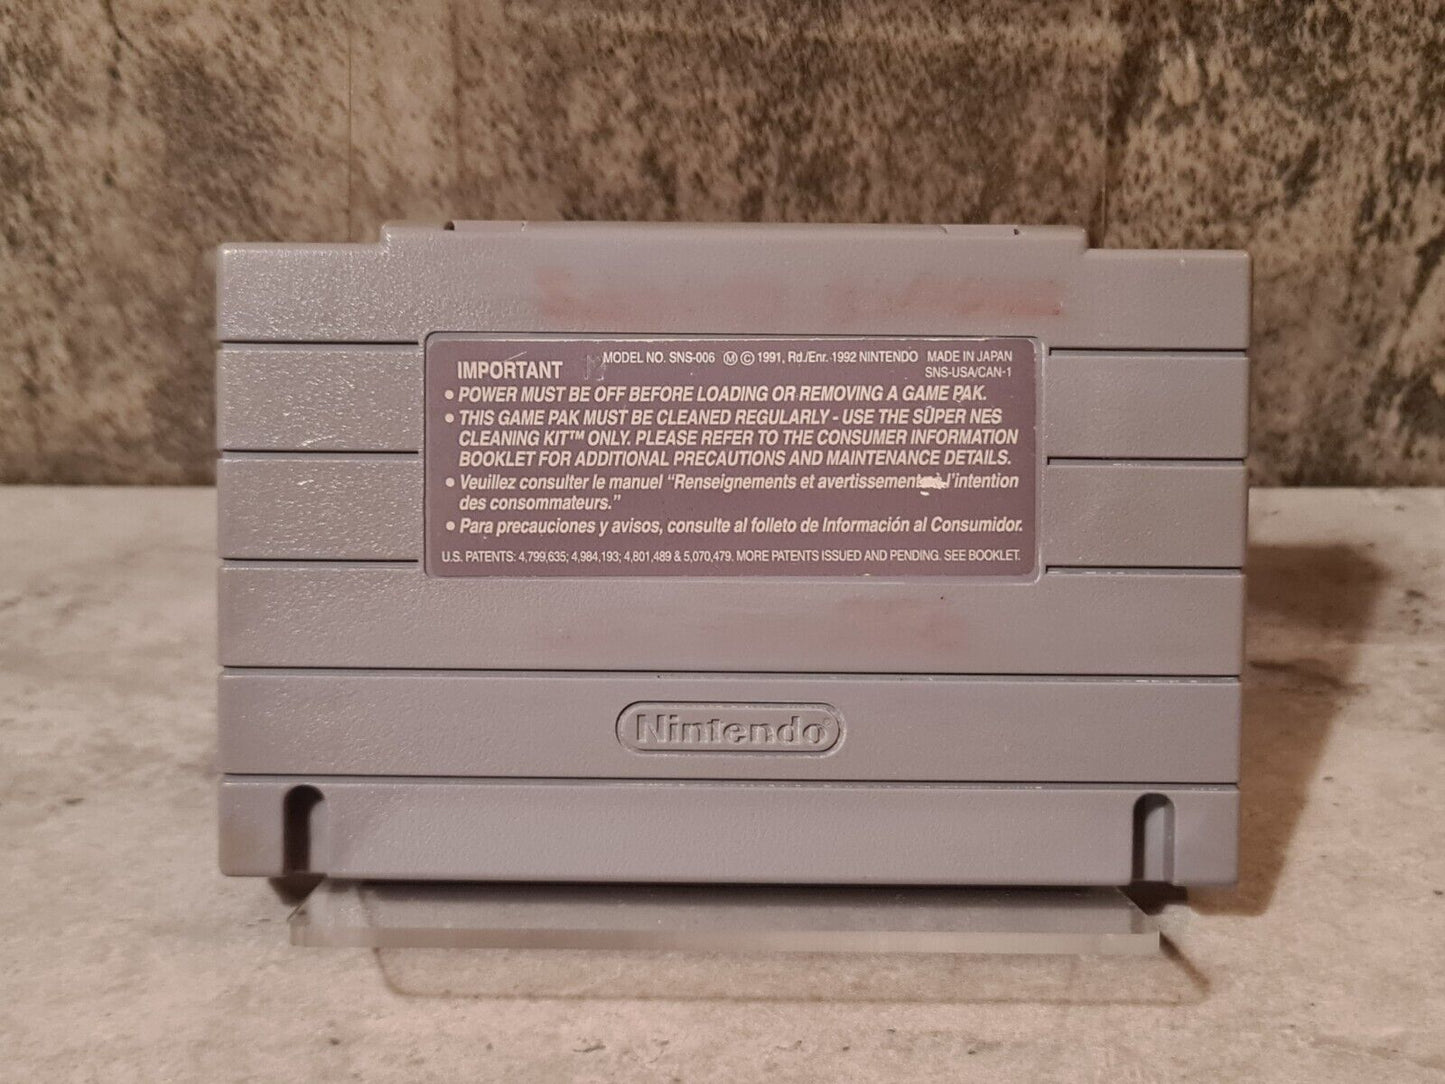 IMPORTANT MODEL NO. SNS-006 Ⓜ © 1991, Rd./Enr. 1992 NINTENDO MADE IN JAPAN
SNS-USA/CAN-1
• POWER MUST BE OFF BEFORE LOADING OR REMOVING A GAME PAK.
• THIS GAME PAK MUST BE CLEANED REGULARLY - USE THE SUPER NES
CLEANING KIT™ ONLY. PLEASE REFER TO THE CONSUMER INFORMATION
BOOKLET FOR ADDITIONAL PRECAUTIONS AND MAINTENANCE DETAILS.
• Veuillez consulter le manuel “Renseignements et avertissement l'intention
des consommateurs.”
• Para precauciones y avisos, consulte al folleto de Información al Consumidor.
U.S. PATENTS: 4,799,635; 4,984,193; 4,801,489 & 5,070,479. MORE PATENTS ISSUED AND PENDING. SEE BOOKLET.
Nintendo®